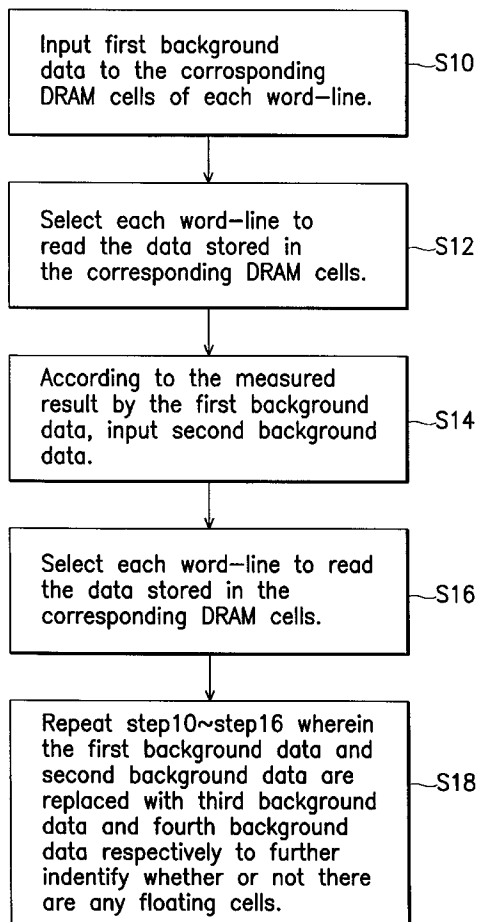 Input first background
data to the corrosponding
DRAM cells of each word-line.
S10
Select each word-line to
read the data stored in
the corresponding DRAM cells.
S12
According to the measured
result by the first background
data, input second background
data.
S14
Select each word-line to read
the data stored in the
corresponding DRAM cells.
S16
Repeat step10~step16 wherein
the first background data and
second background data are
replaced with third background
data and fourth background
data respectively to further
indentify whether or not there
are any floating cells.
S18